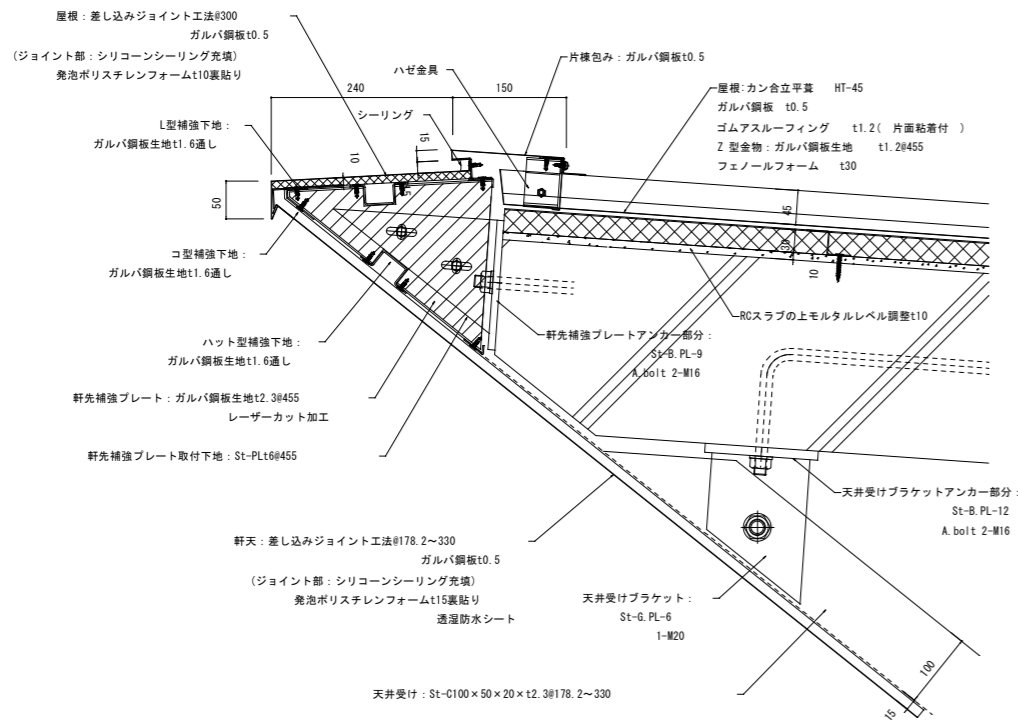 屋根：差し込みジョイント工法@300
ガルバ鋼板t0.5
(ジョイント部：シリコーンシーリング充填)
発泡ポリスチレンフォームt10裏貼り
ハゼ金具
片棟包み：ガルバ鋼板t0.5
240
150
シーリング
屋根:カン合立平葺 HT-45
ガルバ鋼板 t0.5
ゴムアスルーフィング t1.2( 片面粘着付 )
Z 型金物：ガルバ鋼板生地 t1.2@455
フェノールフォーム t30
L型補強下地：
ガルバ鋼板生地t1.6通し
15
10
50
45
30
10
コ型補強下地：
ガルバ鋼板生地t1.6通し
RCスラブの上モルタルレベル調整t10
軒先補強プレートアンカー部分：
St-B.PL-9
A.bolt 2-M16
ハット型補強下地：
ガルバ鋼板生地t1.6通し
軒先補強プレート：ガルバ鋼板生地t2.3@455
レーザーカット加工
軒先補強プレート取付下地：St-PLt6@455
天井受けブラケットアンカー部分：
St-B.PL-12
A.bolt 2-M16
軒天：差し込みジョイント工法@178.2～330
ガルバ鋼板t0.5
(ジョイント部：シリコーンシーリング充填)
発泡ポリスチレンフォームt15裏貼り
透湿防水シート
天井受けブラケット：
St-G.PL-6
1-M20
100
天井受け：St-C100×50×20×t2.3@178.2～330
15